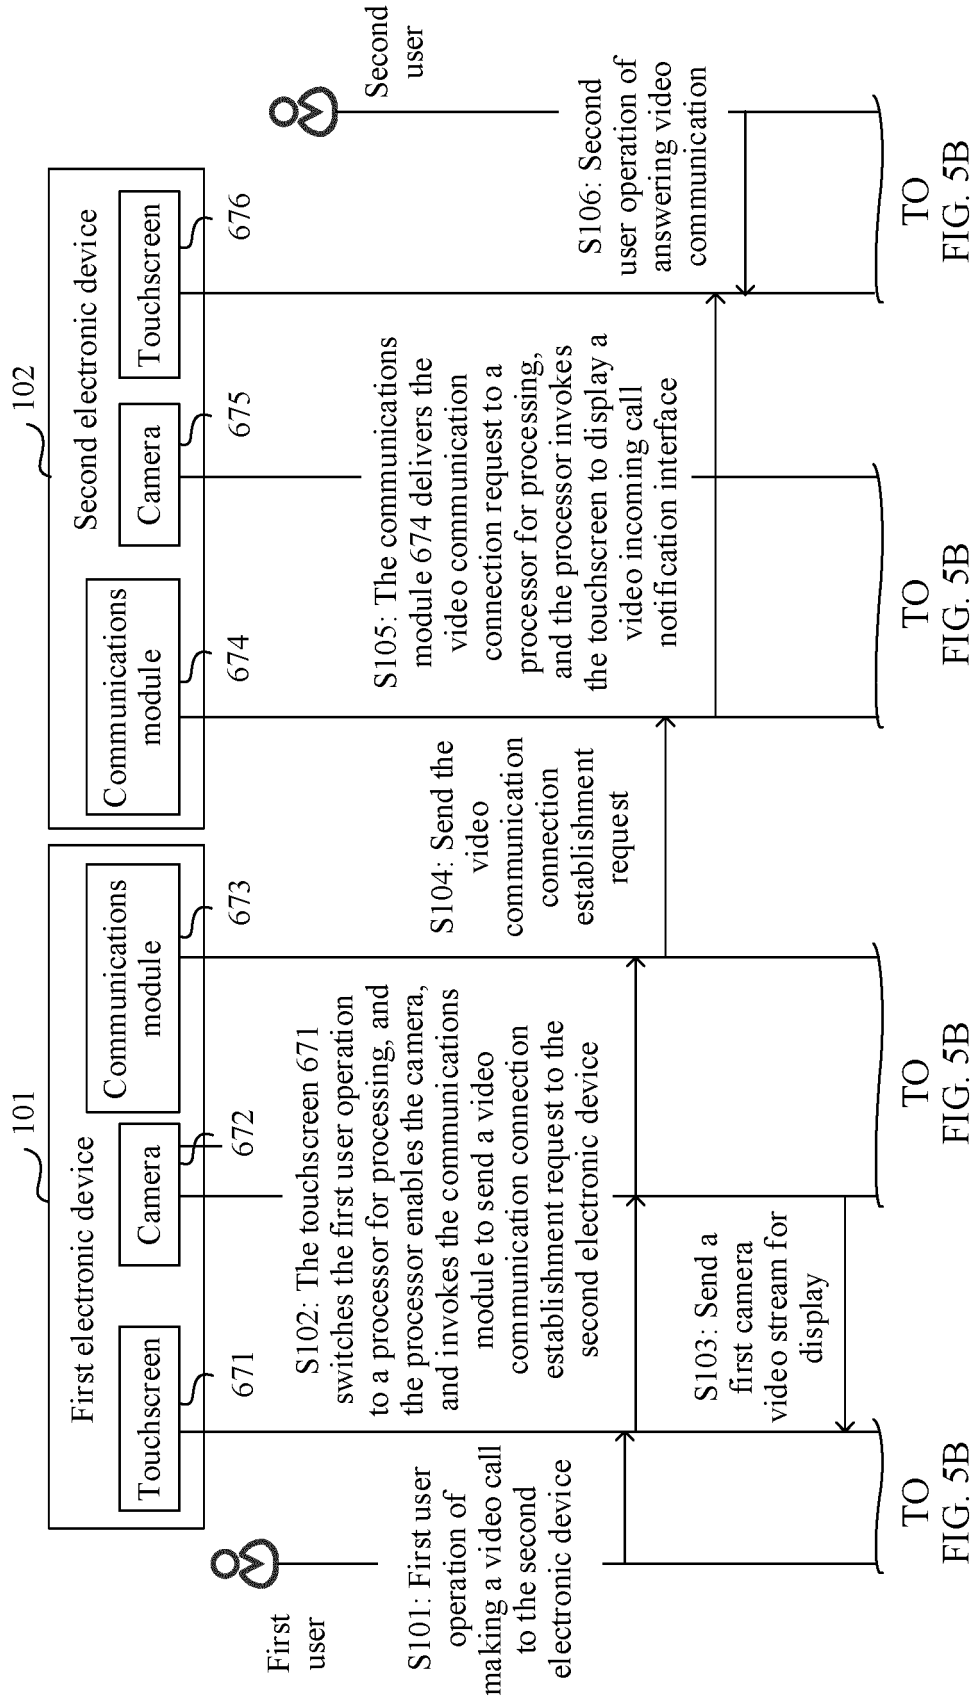 101
102
First electronic device
Second electronic device
Touchscreen
Camera
Communications
module
Communications
module
Camera
Touchscreen
671
672
673
674
675
676
First
user
Second
user
S101: First user
operation of
making a video call
to the second
electronic device
S102: The touchscreen 671
switches the first user operation
to a processor for processing, and
the processor enables the camera,
and invokes the communications
module to send a video
communication connection
establishment request to the
second electronic device
S103: Send a
first camera
video stream for
display
S104: Send the
video
communication
connection
establishment
request
S105: The communications
module 674 delivers the
video communication
connection request to a
processor for processing,
and the processor invokes
the touchscreen to display a
video incoming call
notification interface
S106: Second
user operation of
answering video
communication
TO
FIG. 5B
TO
FIG. 5B
TO
FIG. 5B
TO
FIG. 5B